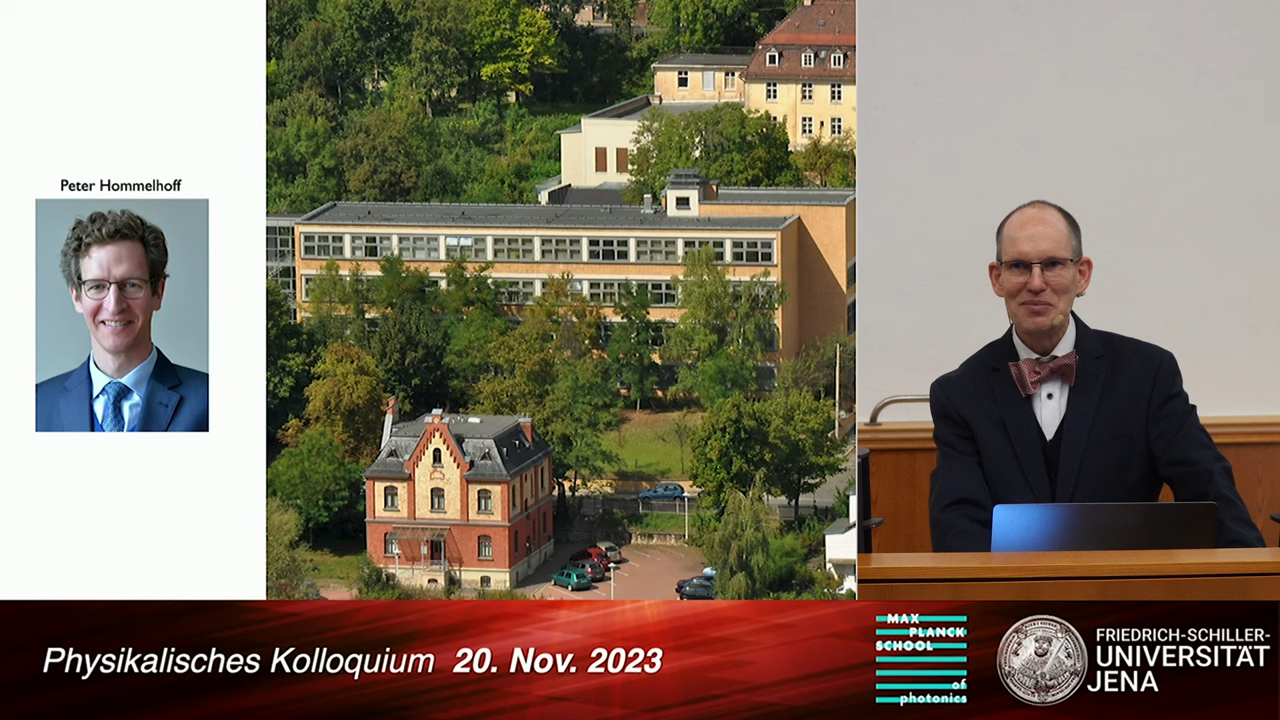 Peter Hommelhoff
Physikalisches Kolloquium 20. Nov. 2023
MAX
PLANCK
SCHOOL
of
photonics
FRIEDRICH-SCHILLER-
UNIVERSITÄT
JENA